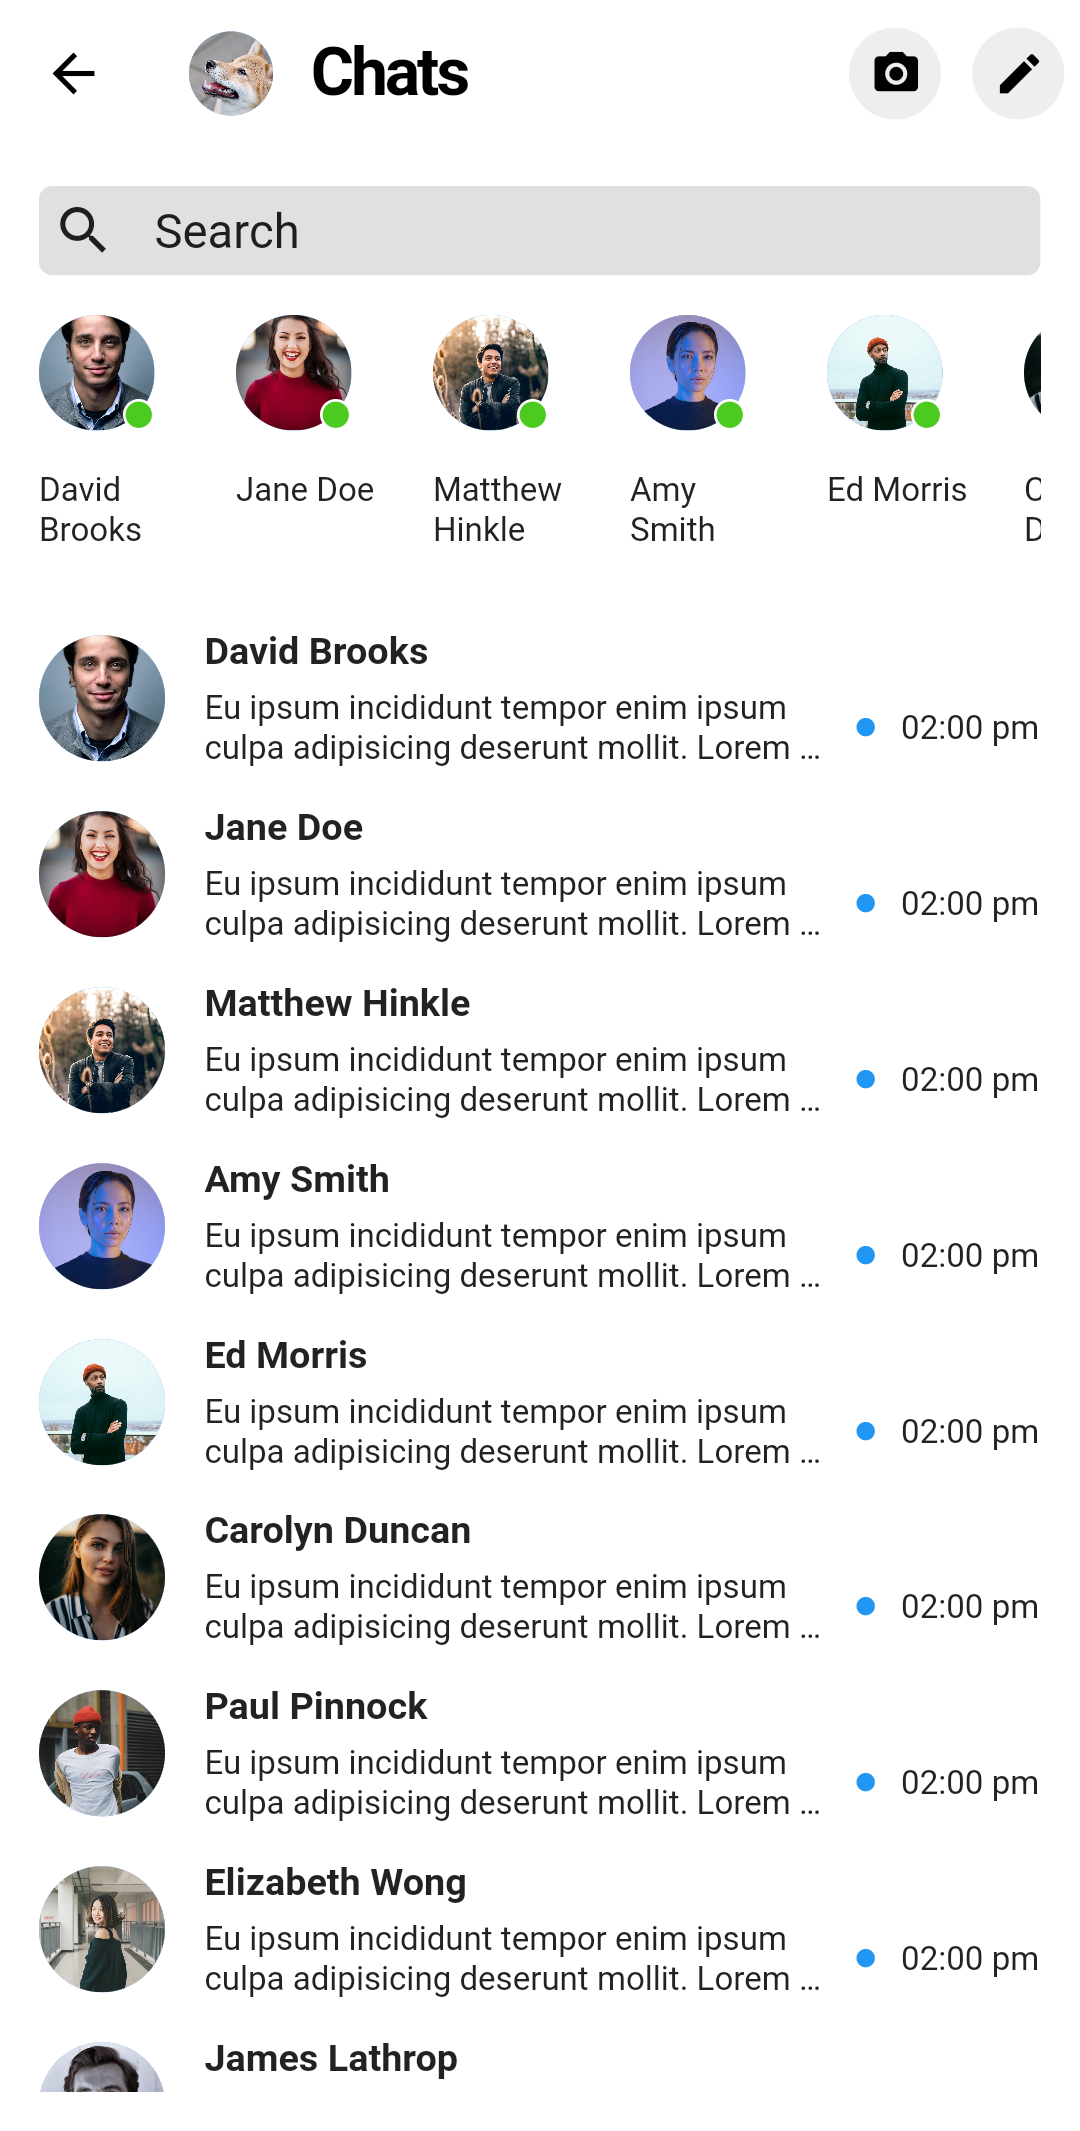 Chats
Search
David
Brooks
Jane Doe
Matthew
Hinkle
Amy
Smith
Ed Morris
David Brooks
Eu ipsum incididunt tempor enim ipsum
culpa adipisicing deserunt mollit. Lorem ...
02:00 pm
Jane Doe
Eu ipsum incididunt tempor enim ipsum
culpa adipisicing deserunt mollit. Lorem ...
02:00 pm
Matthew Hinkle
Eu ipsum incididunt tempor enim ipsum
culpa adipisicing deserunt mollit. Lorem ...
02:00 pm
Amy Smith
Eu ipsum incididunt tempor enim ipsum
culpa adipisicing deserunt mollit. Lorem ...
02:00 pm
Ed Morris
Eu ipsum incididunt tempor enim ipsum
culpa adipisicing deserunt mollit. Lorem ...
02:00 pm
Carolyn Duncan
Eu ipsum incididunt tempor enim ipsum
culpa adipisicing deserunt mollit. Lorem ...
02:00 pm
Paul Pinnock
Eu ipsum incididunt tempor enim ipsum
culpa adipisicing deserunt mollit. Lorem ...
02:00 pm
Elizabeth Wong
Eu ipsum incididunt tempor enim ipsum
culpa adipisicing deserunt mollit. Lorem ...
02:00 pm
James Lathrop